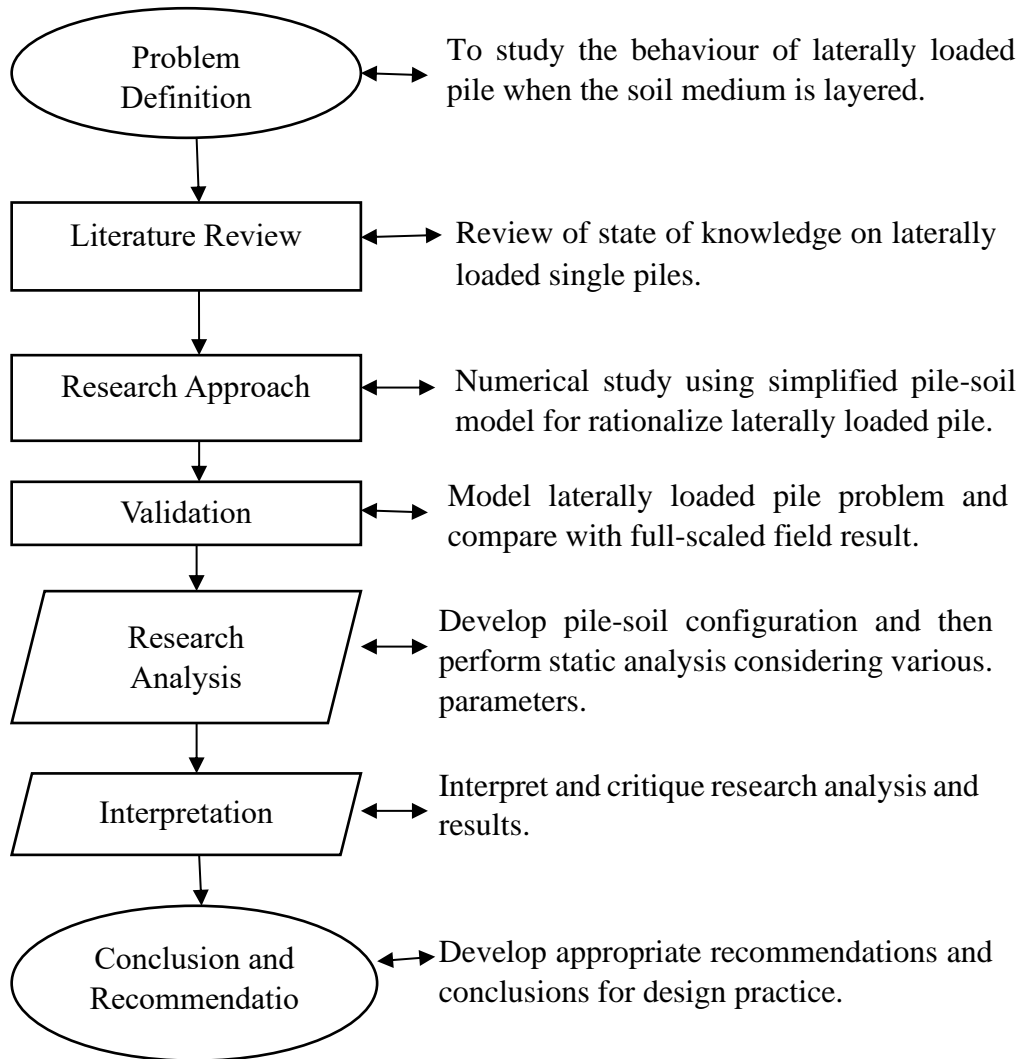 Problem
Definition
To study the behaviour of laterally loaded
pile when the soil medium is layered.
Literature Review
Review of state of knowledge on laterally
loaded single piles.
Research Approach
Numerical study using simplified pile-soil
model for rationalize laterally loaded pile.
Validation
Model laterally loaded pile problem and
compare with full-scaled field result.
Research
Analysis
Develop pile-soil configuration and then
perform static analysis considering various.
parameters.
Interpretation
Interpret and critique research analysis and
results.
Conclusion and
Recommendatio
Develop appropriate recommendations and
conclusions for design practice.